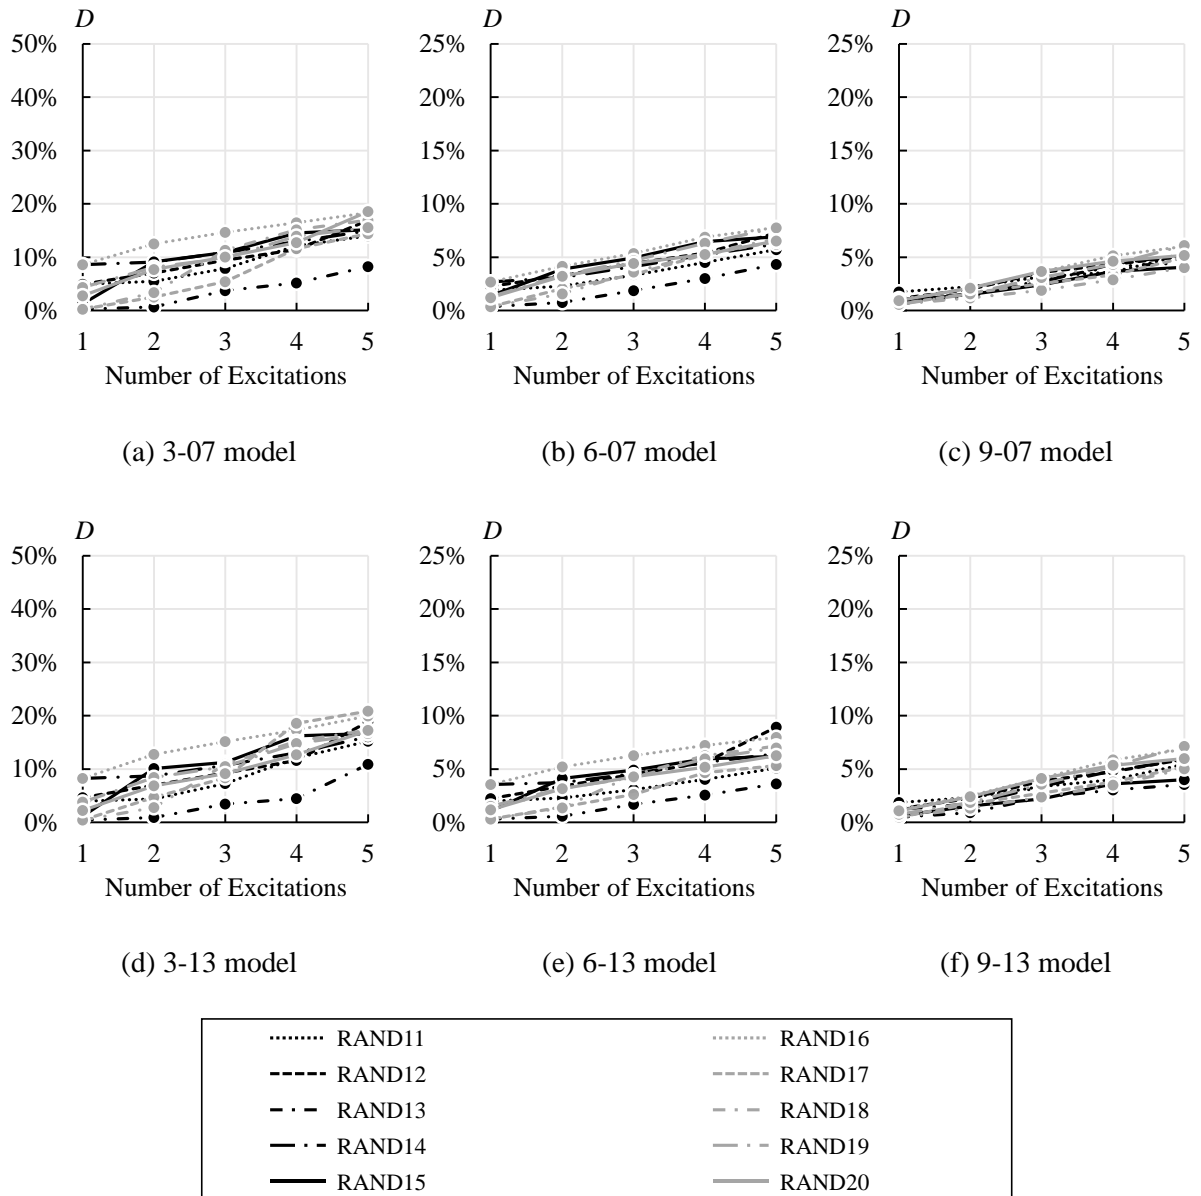 D D D
50% 25% 25%
40% 20% 20%
30% 15% 15%
20% 10% 10%
10% 5% 5%
0% 0% 0%
1 2 3 4 5 1 2 3 4 5 1 2 3 4 5
Number of Excitations Number of Excitations Number of Excitations
(a) 3-07 model (b) 6-07 model (c) 9-07 model
D D D
50% 25% 25%
40% 20% 20%
30% 15% 15%
20% 10% 10%
10% 5% 5%
0% 0% 0%
1 2 3 4 5 1 2 3 4 5 1 2 3 4 5
Number of Excitations Number of Excitations Number of Excitations
(d) 3-13 model (e) 6-13 model (f) 9-13 model
RAND11 RAND16
RAND12 RAND17
RAND13 RAND18
RAND14 RAND19
RAND15 RAND20